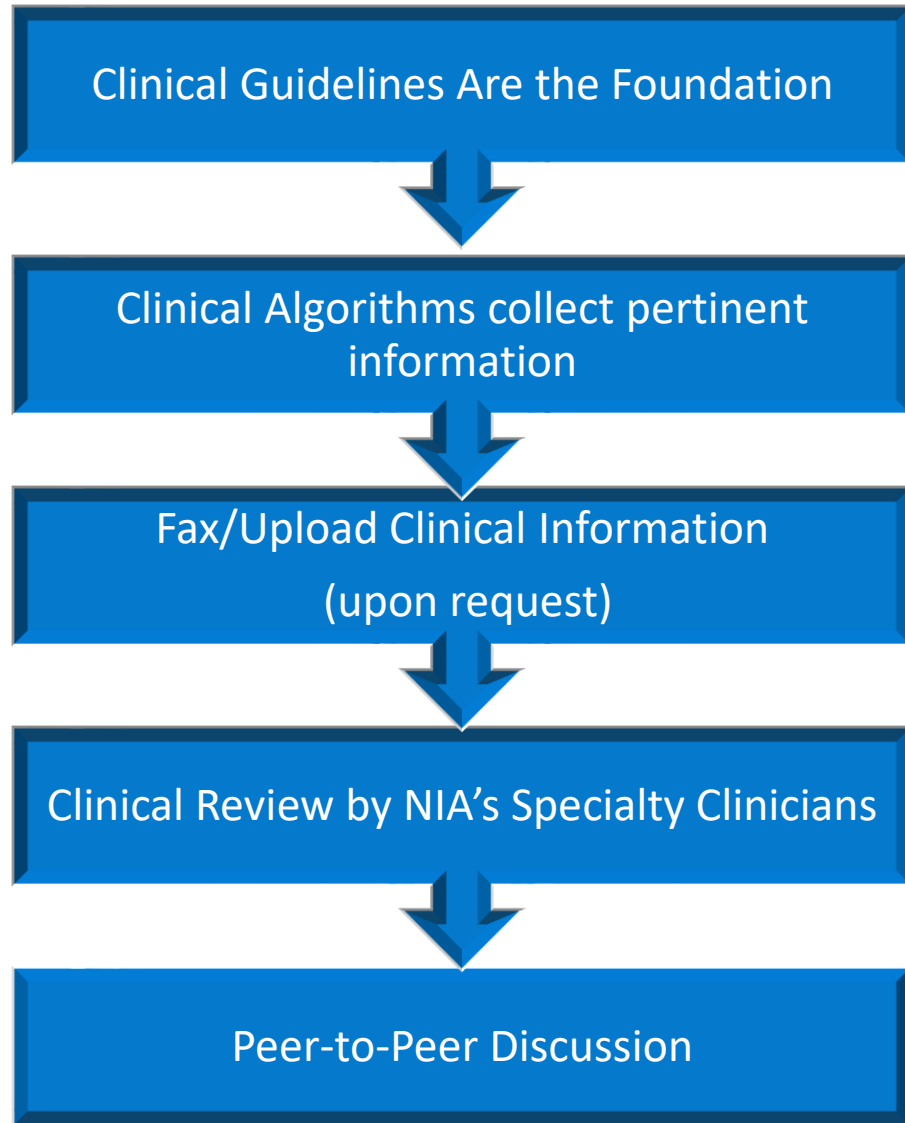 Clinical Guidelines Are the Foundation
Clinical Algorithms collect pertinent
information
Fax/Upload Clinical Information
(upon request)
Clinical Review by NIA’s Specialty Clinicians
Peer-to-Peer Discussion